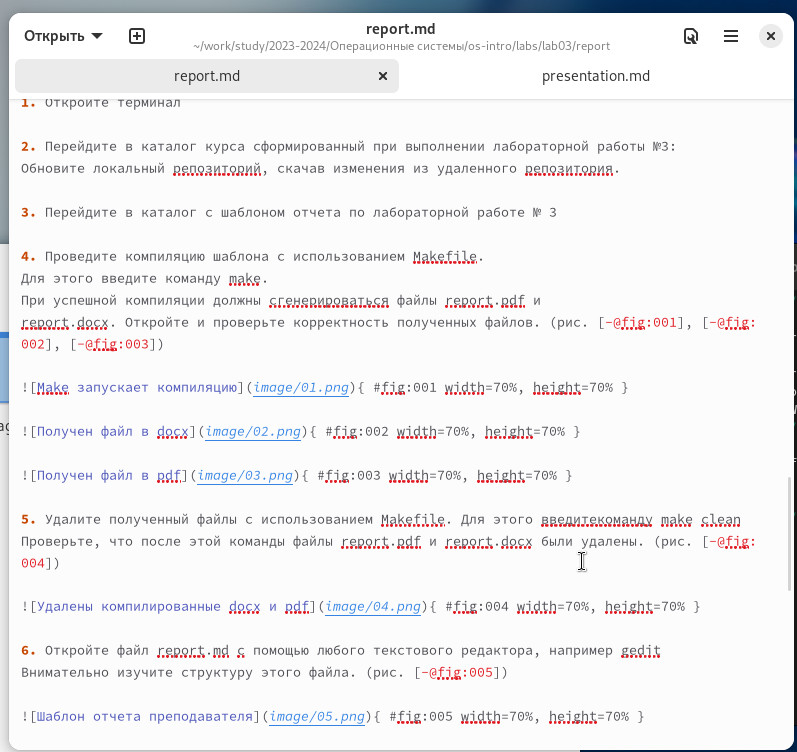 Открыть
report.md
~/work/study/2023-2024/Операционные системы/os-intro/labs/lab03/report
report.md
presentation.md
1. Откройте терминал
2. Перейдите в каталог курса сформированный при выполнении лабораторной работы №3:
Обновите локальный репозиторий, скачав изменения из удаленного репозитория.
3. Перейдите в каталог с шаблоном отчета по лабораторной работе № 3
4. Проведите компиляцию шаблона с использованием Makefile.
Для этого введите команду make.
При успешной компиляции должны сгенерироваться файлы report.pdf и
report.docx. Откройте и проверьте корректность полученных файлов. (рис. [-@fig:001], [-@fig:
002], [-@fig:003])
![Make запускает компиляцию](image/01.png){ #fig:001 width=70%, height=70% }
![Получен файл в docx](image/02.png){ #fig:002 width=70%, height=70% }
![Получен файл в pdf](image/03.png){ #fig:003 width=70%, height=70% }
5. Удалите полученный файлы с использованием Makefile. Для этого введитекоманду make clean
Проверьте, что после этой команды файлы report.pdf и report.docx были удалены. (рис. [-@fig:
004])
![Удалены компилированные docx и pdf](image/04.png){ #fig:004 width=70%, height=70% }
6. Откройте файл report.md c помощью любого текстового редактора, например gedit
Внимательно изучите структуру этого файла. (рис. [-@fig:005])
![Шаблон отчета преподавателя](image/05.png){ #fig:005 width=70%, height=70% }